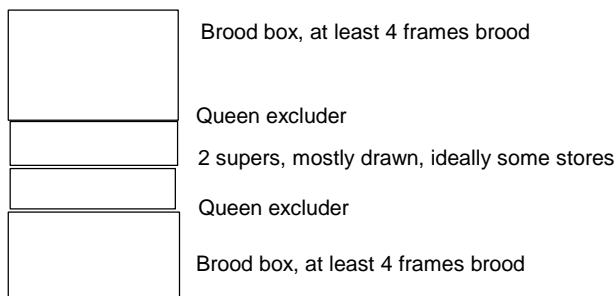 Brood box, at least 4 frames brood
Queen excluder
2 supers, mostly drawn, ideally some stores
Queen excluder
Brood box, at least 4 frames brood